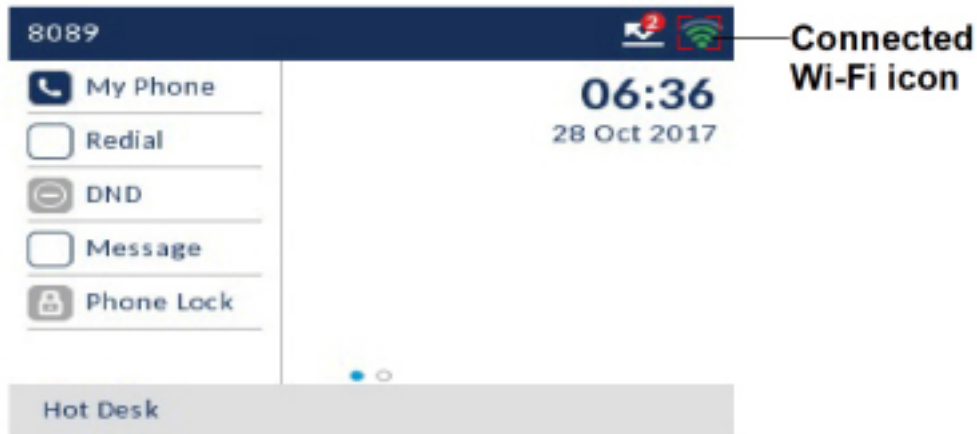 8089
2
Connected
Wi-Fi icon
My Phone
06:36
Redial
28 Oct 2017
DND
Message
Phone Lock
Hot Desk